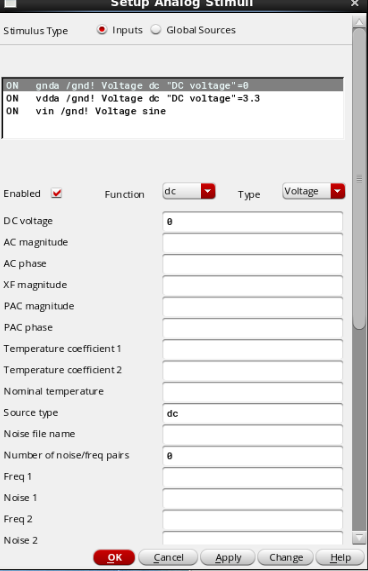 Setup Analog Stimuli
Stimulus Type Inputs Global Sources
ON gnda /gnd! Voltage dc "DC voltage"=0
ON vdda /gnd! Voltage dc "DC voltage"=3.3
ON vin /gnd! Voltage sine
Enabled Function dc Type Voltage
DC voltage 0
AC magnitude
AC phase
XF magnitude
PAC magnitude
PAC phase
Temperature coefficient 1
Temperature coefficient 2
Nominal temperature
Source type dc
Noise file name
Number of noise/freq pairs 0
Freq 1
Noise 1
Freq 2
Noise 2
OK Cancel Apply Change Help